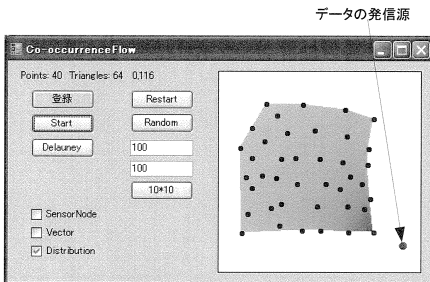 データの発信源
Co-occurrenceFlow
Points: 40 Triangles: 64 0.116
登録 Restart
Start Random
Delauney 100
100
10*10
SensorNode
Vector
Distribution